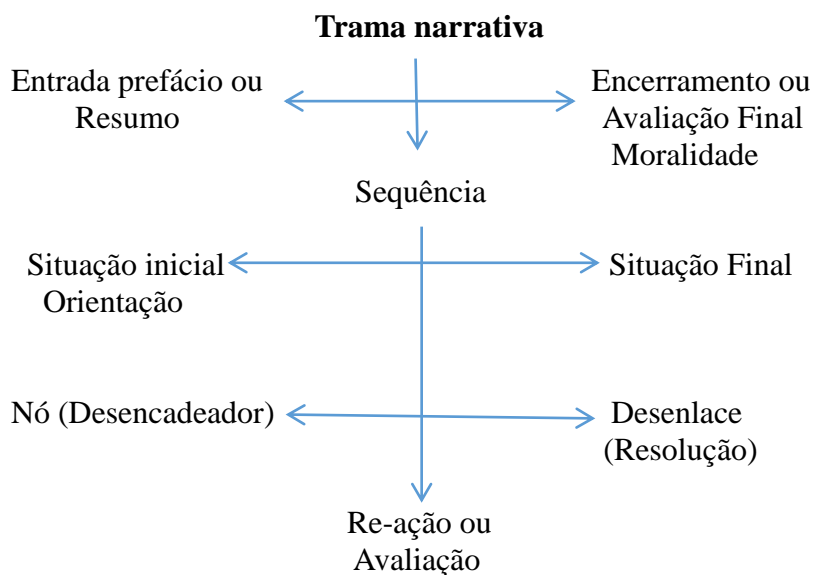 Trama narrativa
Entrada prefácio ou
Resumo
Encerramento ou
Avaliação Final
Moralidade
Sequência
Situação inicial
Orientação
Situação Final
Nó (Desencadeador)
Desenlace
(Resolução)
Re-ação ou
Avaliação